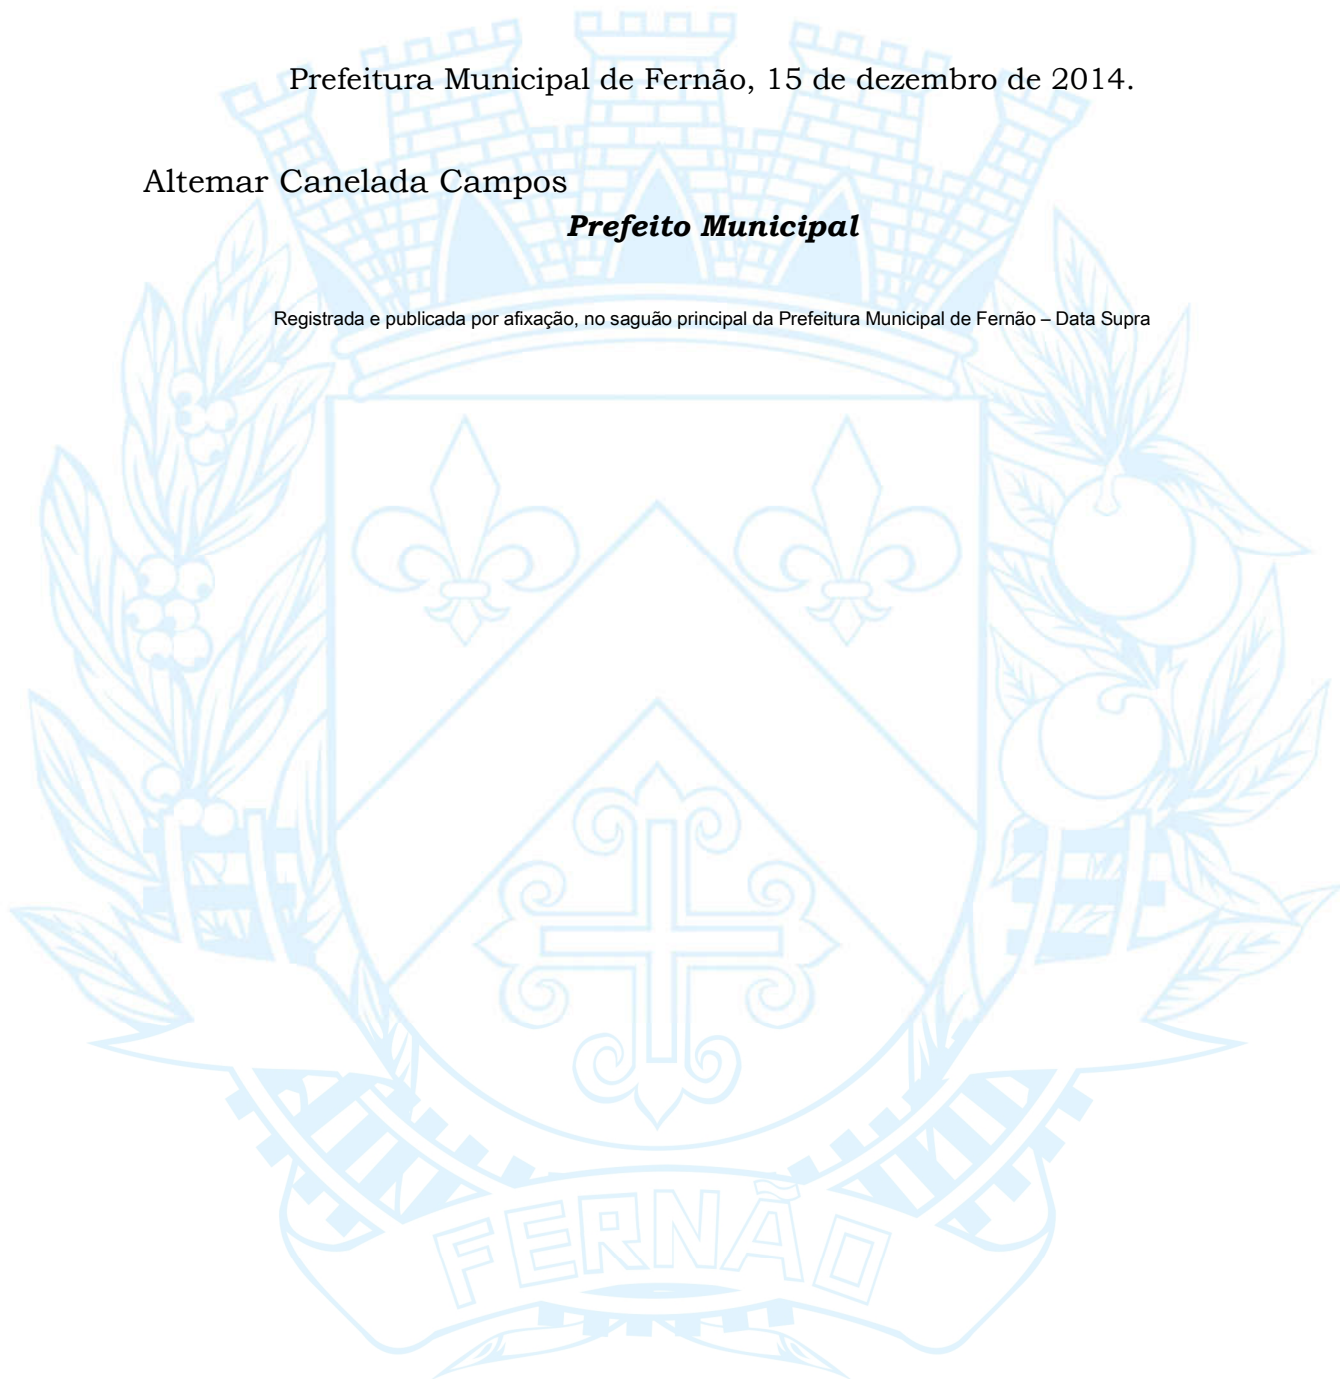 Prefeitura Municipal de Fernão, 15 de dezembro de 2014.
Altemar Canelada Campos
Prefeito Municipal
Registrada e publicada por afixação, no saguão principal da Prefeitura Municipal de Fernão – Data Supra
FERNÃO